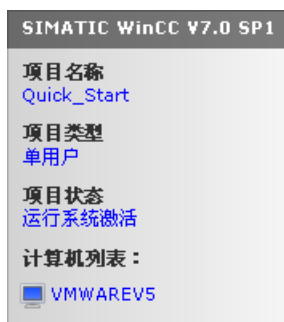 SIMATIC WinCC V7.0 SP1
项目名称
Quick_Start
项目类型
单用户
项目状态
运行系统激活
计算机列表：
VMWAREV5